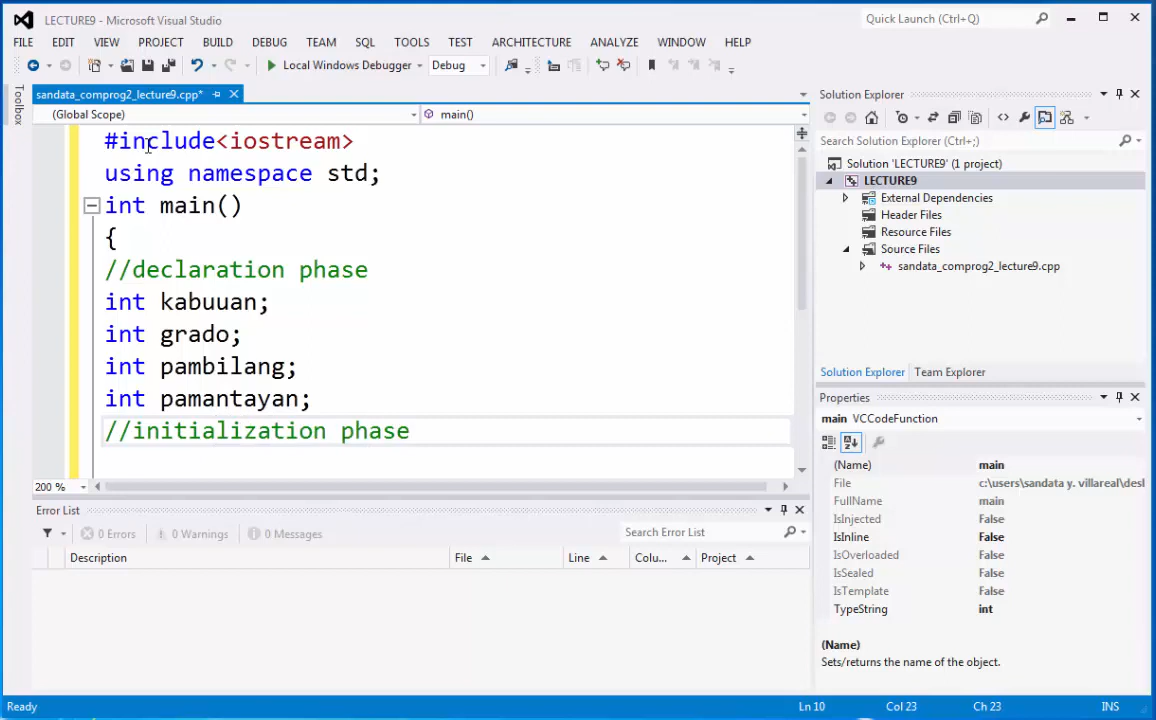 LECTURE9 - Microsoft Visual Studio
Quick Launch (Ctrl+Q)
FILE EDIT VIEW PROJECT BUILD DEBUG TEAM SQL TOOLS TEST ARCHITECTURE ANALYZE WINDOW HELP
Local Windows Debugger Debug
Toolbox
sandata_comprog2_lecture9.cpp*
(Global Scope) main()
#include<iostream>
using namespace std;
int main()
{
//declaration phase
int kabuuan;
int grado;
int pambilang;
int pamantayan;
//initialization phase
200 %
Error List
0 Errors 0 Warnings 0 Messages
Search Error List
Description File Line Colu... Project
Solution Explorer
Search Solution Explorer (Ctrl+;)
Solution 'LECTURE9' (1 project)
LECTURE9
External Dependencies
Header Files
Resource Files
Source Files
sandata_comprog2_lecture9.cpp
Solution Explorer Team Explorer
Properties
main VCCodeFunction
(Name) main
File c:\users\sandata y. villareal\desl
FullName main
IsInjected False
IsInline False
IsOverloaded False
IsSealed False
IsTemplate False
TypeString int
(Name)
Sets/returns the name of the object.
Ready Ln 10 Col 23 Ch 23 INS